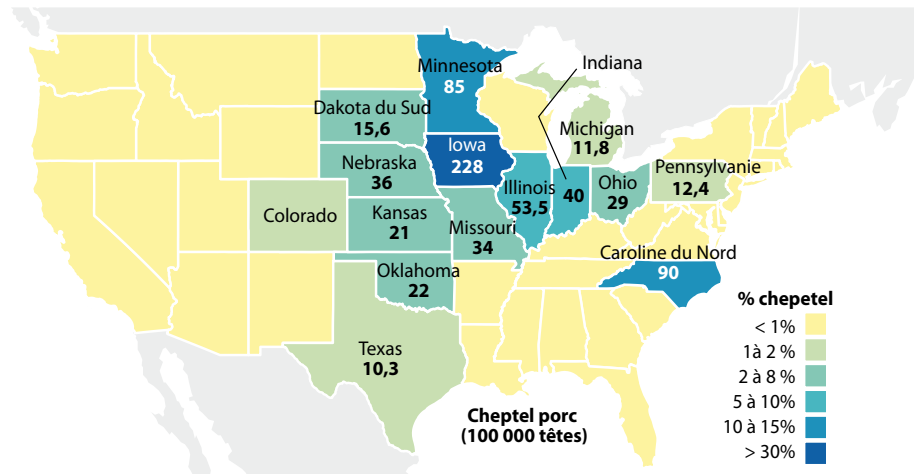 Minnesota
85
Indiana
Dakota du Sud
15,6
Michigan
11,8
Iowa
228
Nebraska
36
Illinois
53,5
40
Ohio
29
Pennsylvanie
12,4
Colorado
Kansas
21
Missouri
34
Caroline du Nord
90
Oklahoma
22
Texas
10,3
Cheptel porc
(100 000 têtes)
% chepetel
< 1%
1à 2 %
2 à 8 %
5 à 10%
10 à 15%
> 30%